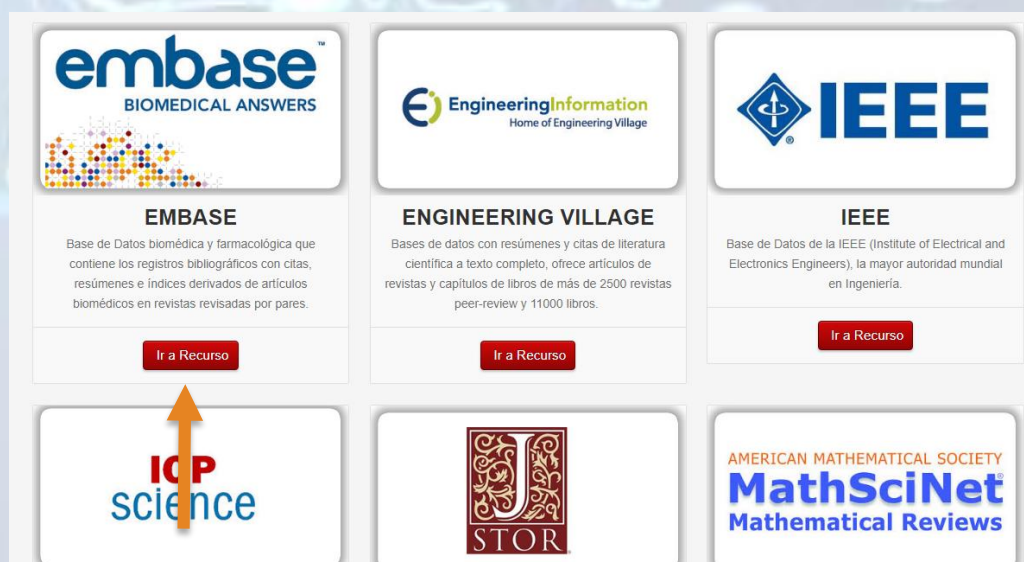 embase™
BIOMEDICAL ANSWERS
EMBASE
Base de Datos biomédica y farmacológica que
contiene los registros bibliográficos con citas,
resúmenes e índices derivados de artículos
biomédicos en revistas revisadas por pares.
Ir a Recurso
Ei EngineeringInformation
Home of Engineering Village
ENGINEERING VILLAGE
Bases de datos con resúmenes y citas de literatura
científica a texto completo, ofrece artículos de
revistas y capítulos de libros de más de 2500 revistas
peer-review y 11000 libros.
Ir a Recurso
IEEE
IEEE
Base de Datos de la IEEE (Institute of Electrical and
Electronics Engineers), la mayor autoridad mundial
en Ingeniería.
Ir a Recurso
IOP
science
J
STOR
AMERICAN MATHEMATICAL SOCIETY
MathSciNet
Mathematical Reviews